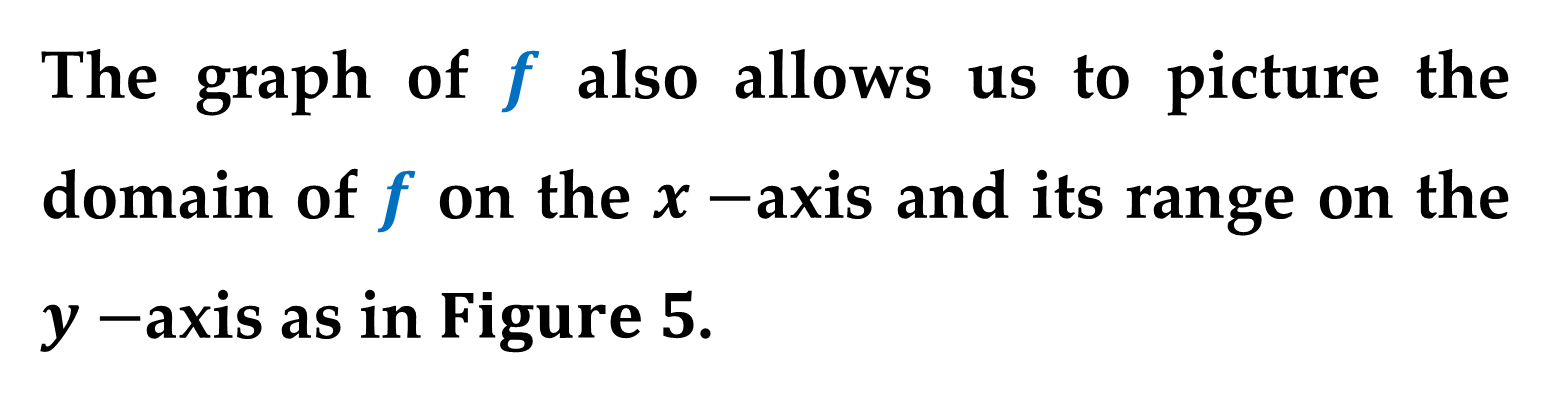 The graph of f also allows us to picture the
domain of f on the x –axis and its range on the
y –axis as in Figure 5.